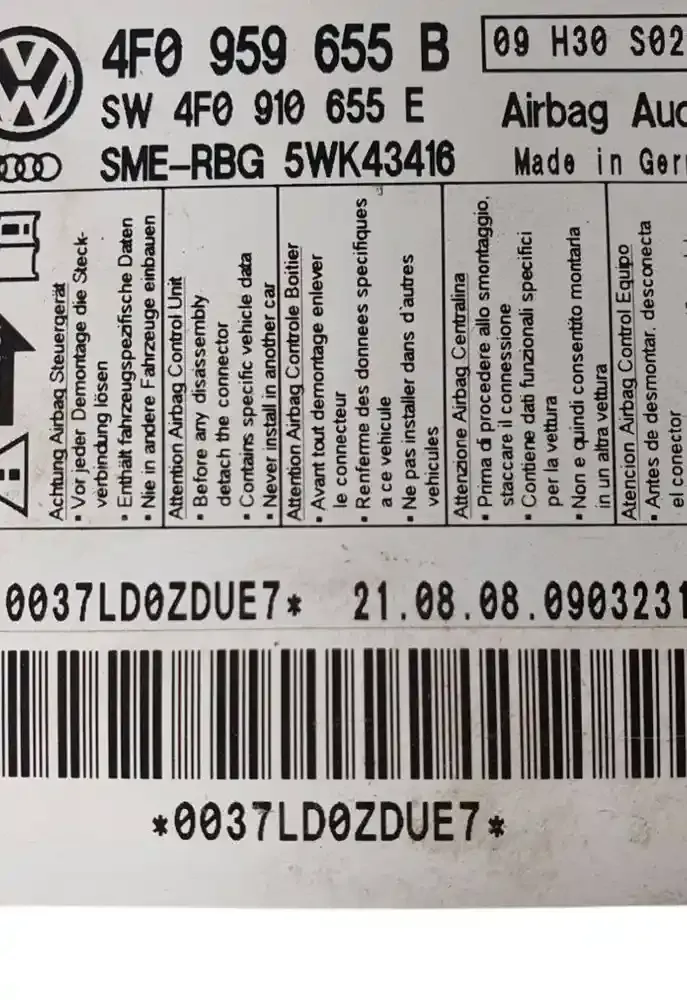 4F0 959 655 B
09 H30 S02
SW 4F0 910 655 E
Airbag
SME-RBG 5WK43416
Made in
Achtung Airbag Steuergerät
• Vor jeder Demontage die Steck-
verbindung lösen
• Enthält fahrzeugspezifische Daten
• Nie in andere Fahrzeuge einbauen
Attention Airbag Control Unit
• Before any disassembly
detach the connector
• Contains specific vehicle data
• Never install in another car
Attention Airbag Controle Boitier
• Avant tout demontage enlever
le connecteur
• Renferme des donnees specifiques
a ce vehicule
• Ne pas installer dans d'autres
vehicules
Attenzione Airbag Centralina
• Prima di procedere allo smontaggio,
staccare il connessione
• Contiene dati funzionali specifici
per la vettura
• Non e quindi consentito montarla
in un altra vettura
Atencion Airbag Control Equipo
• Antes de desmontar, desconecta
el conector
0037LD0ZDUE7* 21.08.08.0903231
*0037LD0ZDUE7*